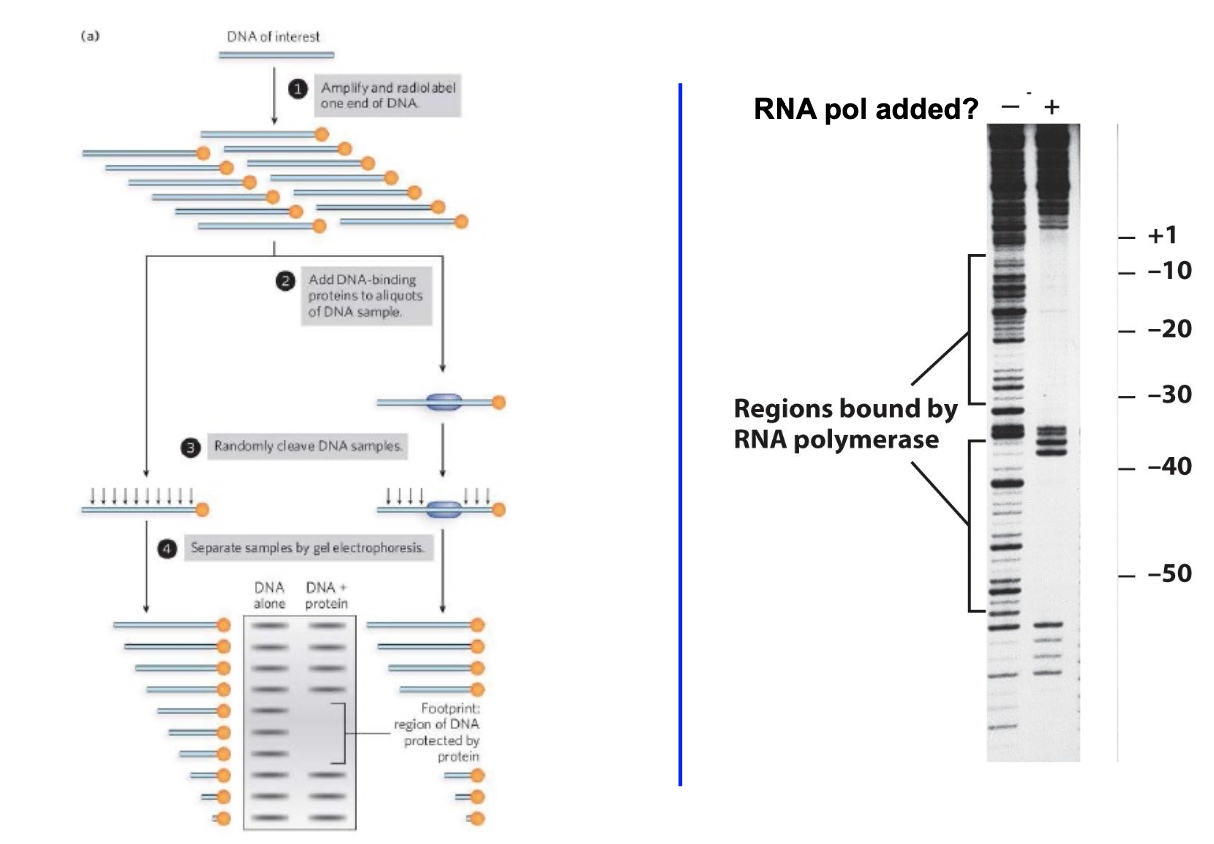 (a)
DNA of interest
1 Amplify and radiolabel
one end of DNA.
2 Add DNA-binding
proteins to aliquots
of DNA sample.
3 Randomly cleave DNA samples.
4 Separate samples by gel electrophoresis.
DNA
alone
DNA +
protein
Footprint:
region of DNA
protected by
protein
RNA pol added? – +
+1
–10
–20
–30
–40
–50
Regions bound by
RNA polymerase